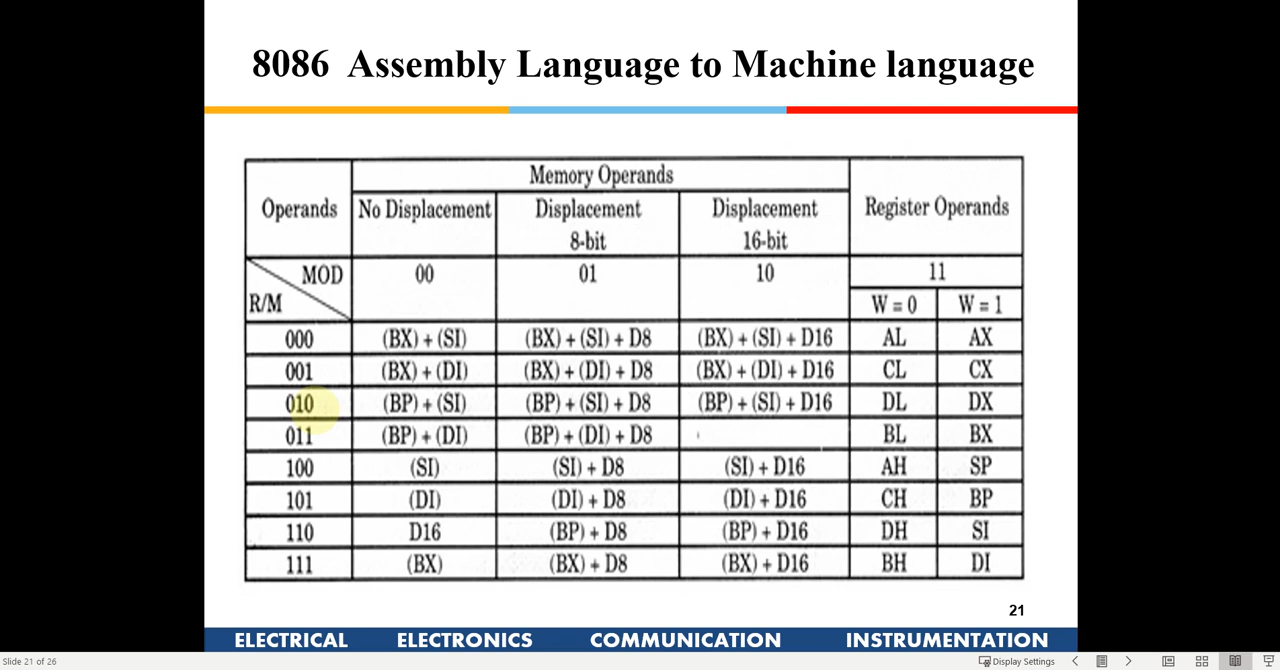 8086 Assembly Language to Machine language
Operands
Memory Operands
Register Operands
No Displacement
Displacement
8-bit
Displacement
16-bit
MOD
R/M
00
01
10
11
W = 0
W = 1
000 (BX) + (SI) (BX) + (SI) + D8 (BX) + (SI) + D16 AL AX
001 (BX) + (DI) (BX) + (DI) + D8 (BX) + (DI) + D16 CL CX
010 (BP) + (SI) (BP) + (SI) + D8 (BP) + (SI) + D16 DL DX
011 (BP) + (DI) (BP) + (DI) + D8 BL BX
100 (SI) (SI) + D8 (SI) + D16 AH SP
101 (DI) (DI) + D8 (DI) + D16 CH BP
110 D16 (BP) + D8 (BP) + D16 DH SI
111 (BX) (BX) + D8 (BX) + D16 BH DI
21
ELECTRICAL ELECTRONICS COMMUNICATION INSTRUMENTATION
Slide 21 of 26
Display Settings